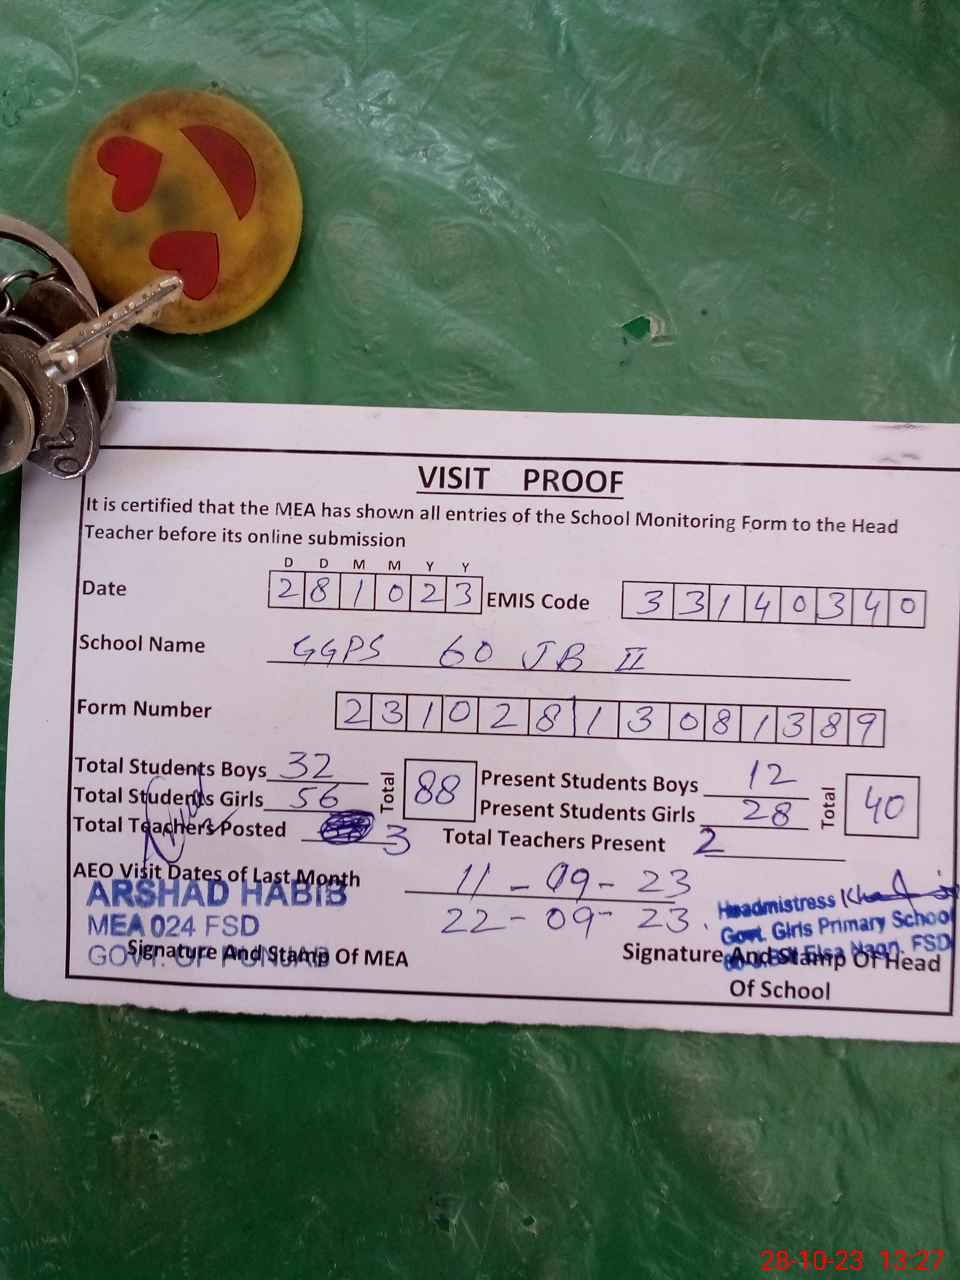 VISIT PROOF
It is certified that the MEA has shown all entries of the School Monitoring Form to the Head
Teacher before its online submission
D D M M Y Y
Date 2 8 1 0 2 3 EMIS Code 3 3 1 4 0 3 4 0
School Name GGPS 60 JB II
Form Number 2 3 1 0 2 8 1 3 0 8 1 3 8 9
Total Students Boys 32 Total 88 Present Students Boys 12 Total 40
Total Students Girls 56 Present Students Girls 28
Total Teachers Posted 3 Total Teachers Present 2
AEO Visit Dates of Last Month 11-09-23
22-09-23.
ARSHAD HABIB
MEA 024 FSD
GOVT. OF PUNJAB
Signature And Stamp Of MEA
Headmistress
Govt. Girls Primary School
FSD
Signature And Stamp Of Head
Of School
20
28-10-23 13:27